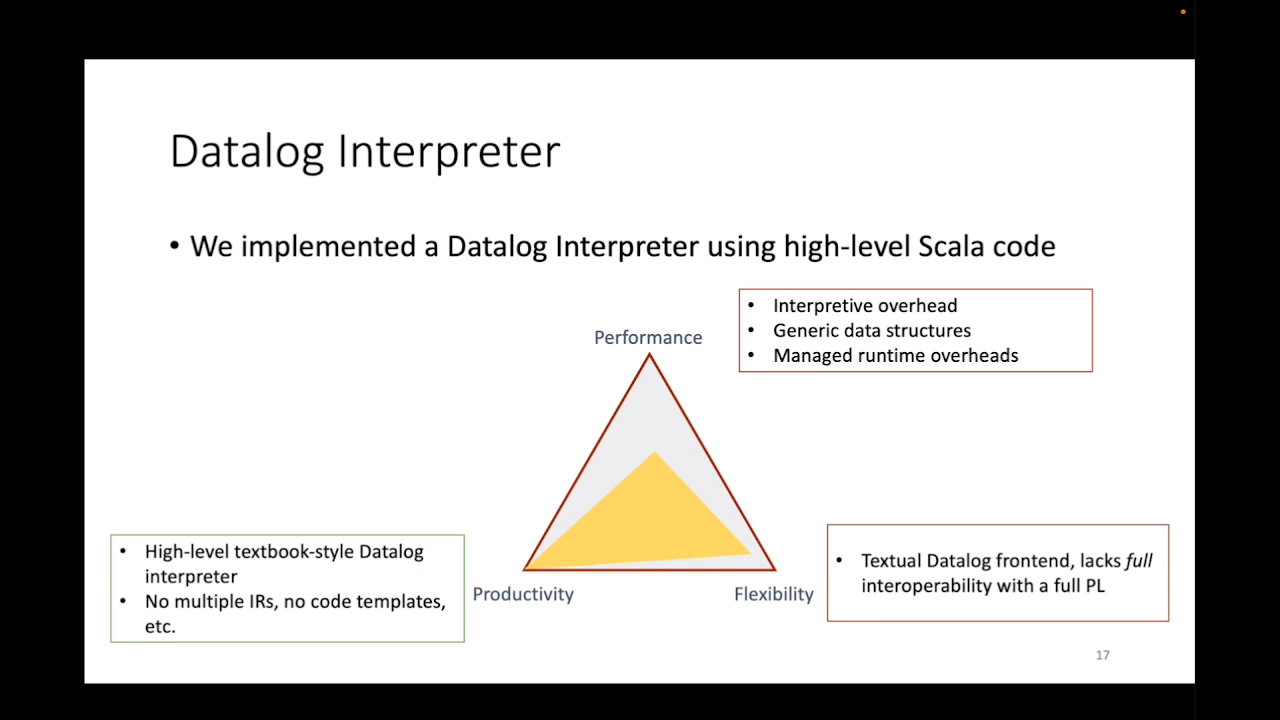 Datalog Interpreter
• We implemented a Datalog Interpreter using high-level Scala code
• Interpretive overhead
• Generic data structures
• Managed runtime overheads
Performance
• High-level textbook-style Datalog
interpreter
• No multiple IRs, no code templates,
etc.
Productivity
Flexibility
• Textual Datalog frontend, lacks full
interoperability with a full PL
17